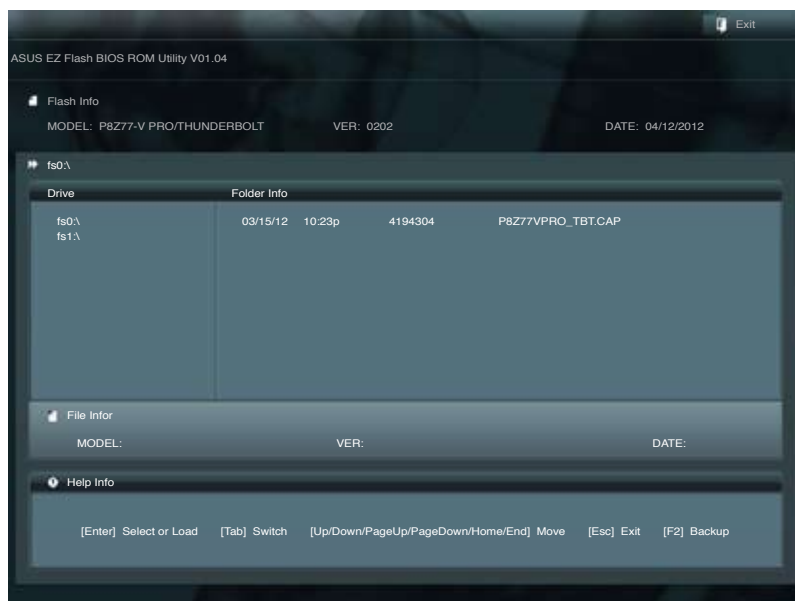 Exit
ASUS EZ Flash BIOS ROM Utility V01.04
Flash Info
MODEL: P8Z77-V PRO/THUNDERBOLT VER: 0202 DATE: 04/12/2012
fs0:\
Drive Folder Info
fs0:\ 03/15/12 10:23p 4194304 P8Z77VPRO_TBT.CAP
fs1:\
File Infor
MODEL: VER: DATE:
Help Info
[Enter] Select or Load [Tab] Switch [Up/Down/PageUp/PageDown/Home/End] Move [Esc] Exit [F2] Backup